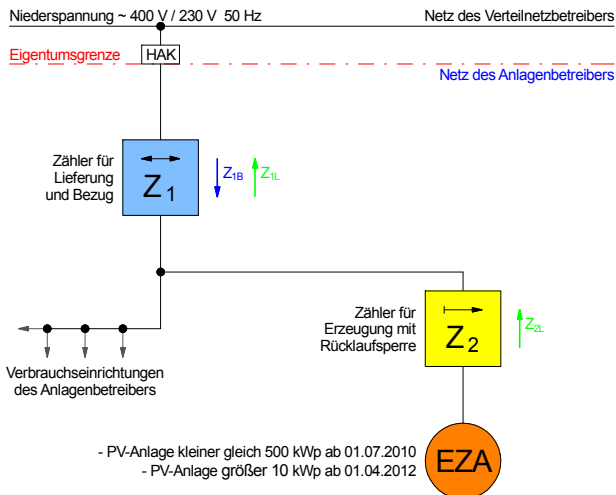 Niederspannung ~ 400 V / 230 V  50 Hz
Netz des Verteilnetzbetreibers
Eigentumsgrenze
HAK
Netz des Anlagenbetreibers
Zähler für
Lieferung
und Bezug
Z1
Z1B
Z1L
Zähler für
Erzeugung mit
Rücklaufsperre
Z2
Z2L
Verbrauchseinrichtungen
des Anlagenbetreibers
- PV-Anlage kleiner gleich 500 kWp ab 01.07.2010
- PV-Anlage größer 10 kWp ab 01.04.2012
EZA